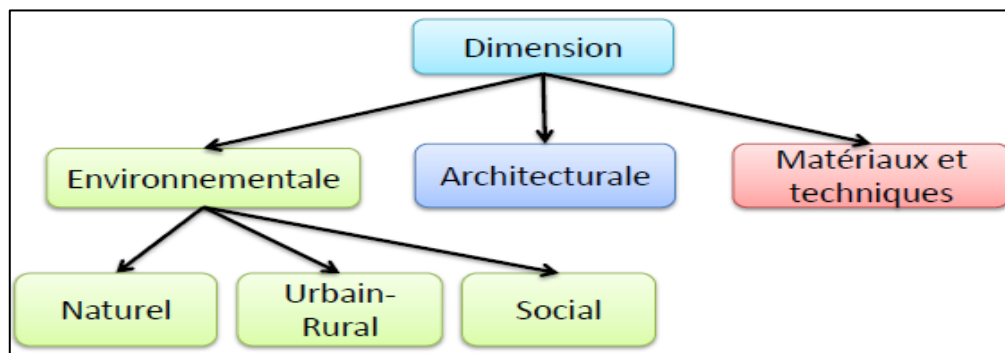 Dimension
Environnementale
Architecturale
Matériaux et
techniques
Naturel
Urbain-
Rural
Social